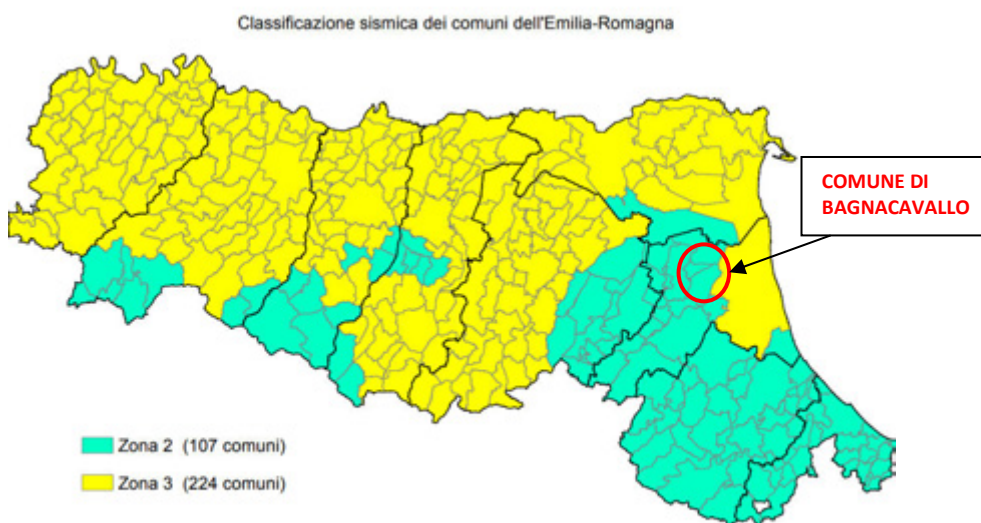 Classificazione sismica dei comuni dell'Emilia-Romagna
COMUNE DI
BAGNACAVALLO
Zona 2 (107 comuni)
Zona 3 (224 comuni)